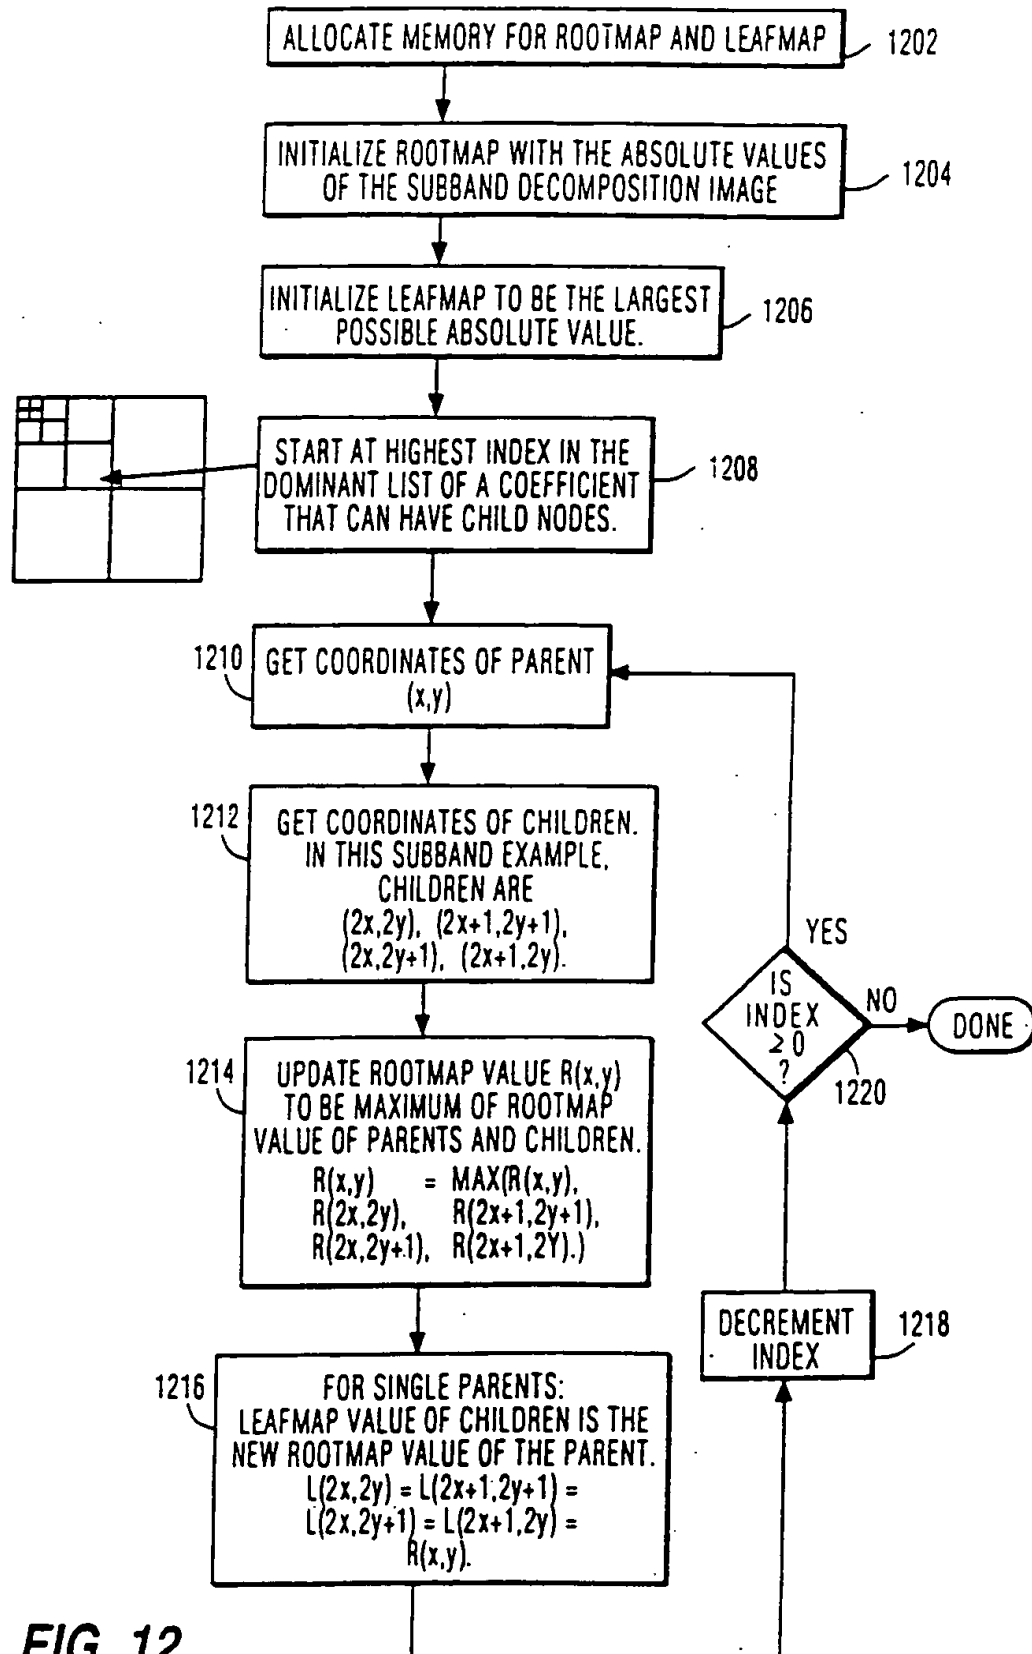 ALLOCATE MEMORY FOR ROOTMAP AND LEAFMAP
1202
INITIALIZE ROOTMAP WITH THE ABSOLUTE VALUES
OF THE SUBBAND DECOMPOSITION IMAGE
1204
INITIALIZE LEAFMAP TO BE THE LARGEST
POSSIBLE ABSOLUTE VALUE.
1206
START AT HIGHEST INDEX IN THE
DOMINANT LIST OF A COEFFICIENT
THAT CAN HAVE CHILD NODES.
1208
1210
GET COORDINATES OF PARENT
(x,y)
1212
GET COORDINATES OF CHILDREN.
IN THIS SUBBAND EXAMPLE,
CHILDREN ARE
(2x,2y), (2x+1,2y+1),
(2x,2y+1), (2x+1,2y).
YES
IS
INDEX
≥0
?
NO
DONE
1220
1214
UPDATE ROOTMAP VALUE R(x,y)
TO BE MAXIMUM OF ROOTMAP
VALUE OF PARENTS AND CHILDREN.
R(x,y) = MAX(R(x,y),
R(2x,2y), R(2x+1,2y+1),
R(2x,2y+1), R(2x+1,2Y).)
DECREMENT
INDEX
1218
1216
FOR SINGLE PARENTS:
LEAFMAP VALUE OF CHILDREN IS THE
NEW ROOTMAP VALUE OF THE PARENT.
L(2x,2y) = L(2x+1,2y+1) =
L(2x,2y+1) = L(2x+1,2y) =
R(x,y).
FIG. 12